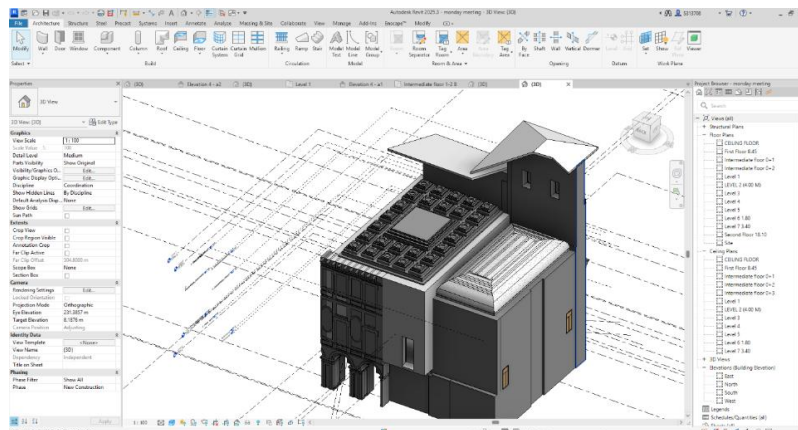 Autodesk Revit 2025.3 - monday meeting - 3D View: {3D}
File Architecture Structure Steel Precast Systems Insert Annotate Analyze Massing & Site Collaborate View Manage Add-Ins Enscape™ Modify
Modify Wall Door Window Component Column Roof Ceiling Floor Curtain System Curtain Grid Mullion Railing Ramp Stair Model Text Model Line Model Group Room Room Separator Tag Room Area Tag Area By Face Shaft Wall Vertical Dormer Set Show Viewer
Select Build Circulation Model Room & Area Opening Datum Work Plane
Properties
{3D} Elevation 4 - a2 {3D} Level 1 Elevation 4 - a1 Intermediate floor 1-2 {3D} {3D}
Project Browser - monday meeting
3D View
Search
3D View: {3D} Edit Type
Graphics
View Scale 1 : 100
Detail Level Medium
Parts Visibility Show Original
Visibility/Graphics O... Edit...
Graphic Display Opti... Edit...
Discipline Coordination
Show Hidden Lines By Discipline
Default Analysis Disp... None
Show Grids Edit...
Sun Path
Extents
Crop View
Crop Region Visible
Annotation Crop
Far Clip Active
Far Clip Offset
Scope Box None
Section Box
Camera
Rendering Settings Edit...
Locked Orientation
Projection Mode Orthographic
Eye Elevation
Target Elevation
Camera Position Adjusting
Identity Data
View Template <None>
View Name {3D}
Dependency Independent
Title on Sheet
Phasing
Phase Filter Show All
Phase New Construction
Apply
1 : 100
Views (all)
Structural Plans
Floor Plans
CEILING FLOOR
First Floor 8.45
Intermediate floor 0+1
Intermediate floor 0+2
Level 1
Level 3
Level 4
Level 5
Level 6 1.80
Level 7 3.40
Second Floor
Site
Ceiling Plans
CEILING FLOOR
First Floor 8.45
Intermediate floor 0+1
Intermediate floor 0+2
Level 1
Level 3
Level 4
Level 5
Level 6 1.80
Level 7 3.40
3D Views
Elevations (Building Elevation)
East
North
South
West
Legends
Schedules/Quantities (all)